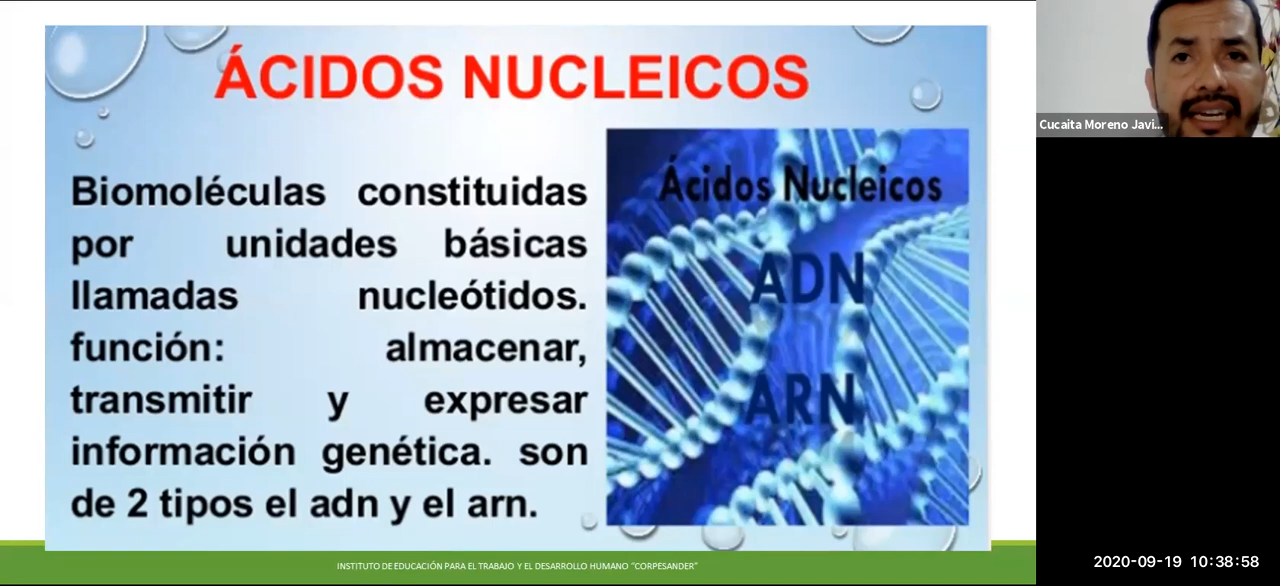 ÁCIDOS NUCLEICOS
Biomoléculas constituidas
por unidades básicas
llamadas nucleótidos.
función: almacenar,
transmitir y expresar
información genética. son
de 2 tipos el adn y el arn.
Ácidos Nucleicos
ADN
ARN
INSTITUTO DE EDUCACIÓN PARA EL TRABAJO Y EL DESARROLLO HUMANO "CORPESANDER"
Cucaita Moreno Javi...
2020-09-19 10:38:58